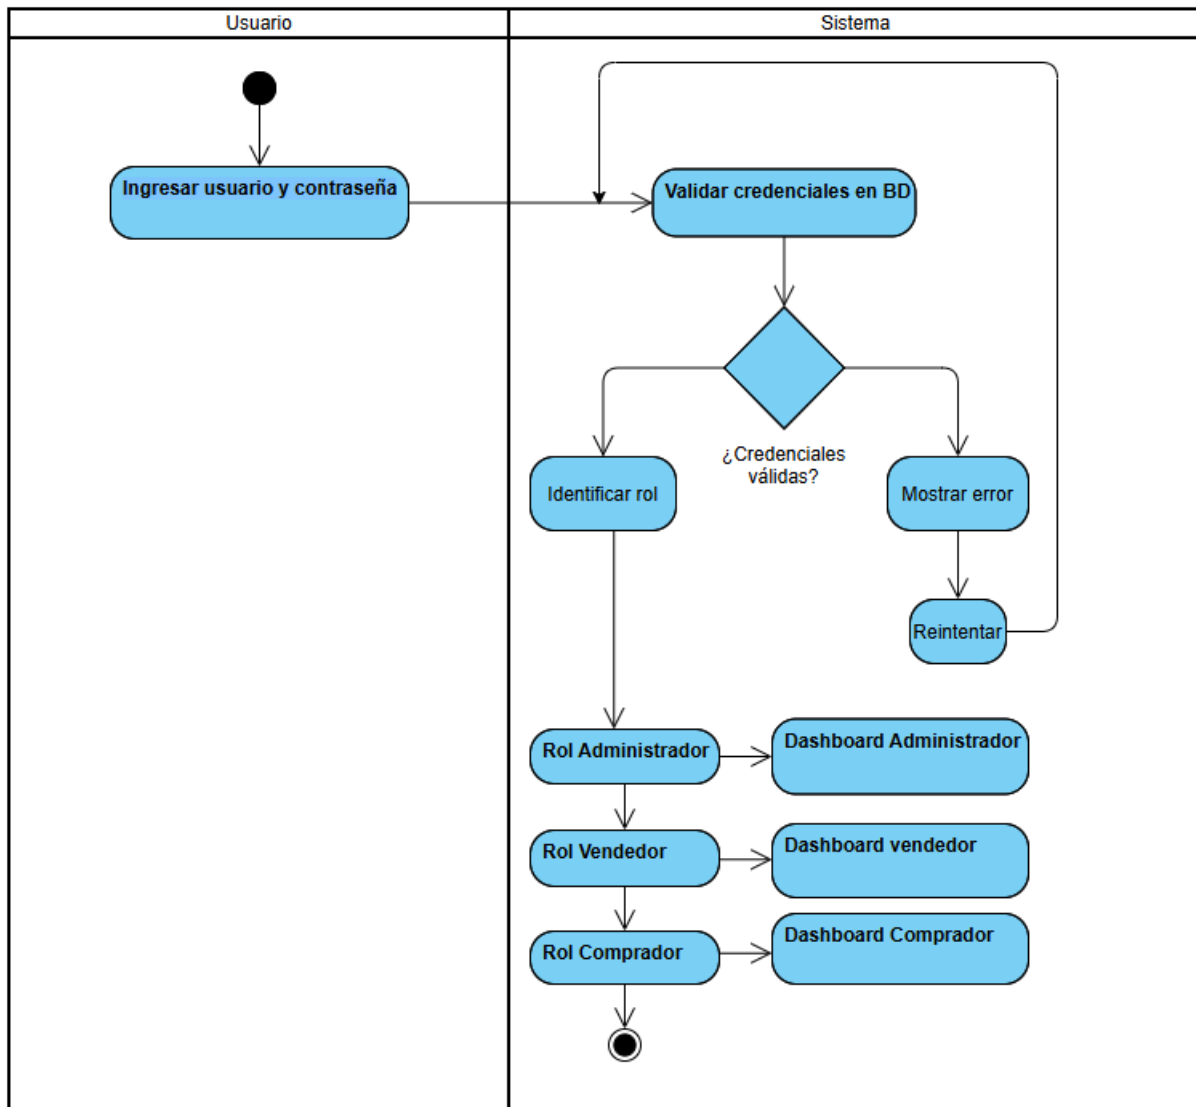 Usuario
Sistema
Ingresar usuario y contraseña
Validar credenciales en BD
¿Credenciales
válidas?
Identificar rol
Mostrar error
Reintentar
Rol Administrador
Dashboard Administrador
Rol Vendedor
Dashboard vendedor
Rol Comprador
Dashboard Comprador